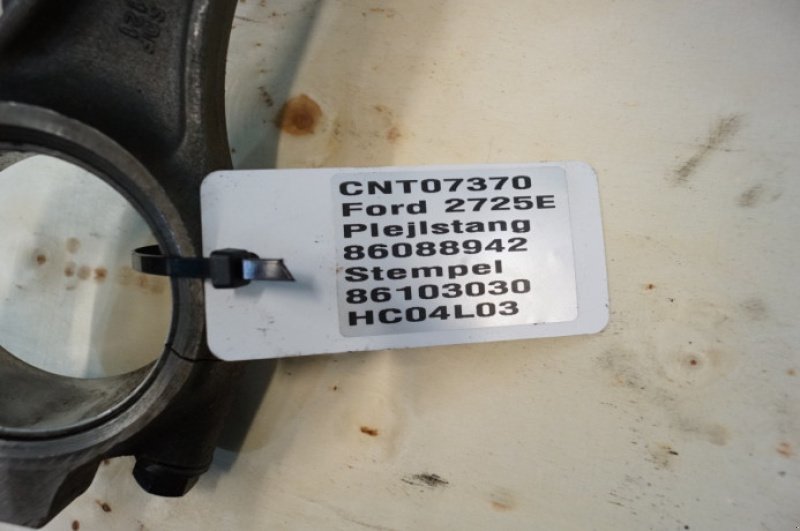 CNT07370
Ford 2725E
Plejlstang
86088942
Stempel
86103030
HC04L03